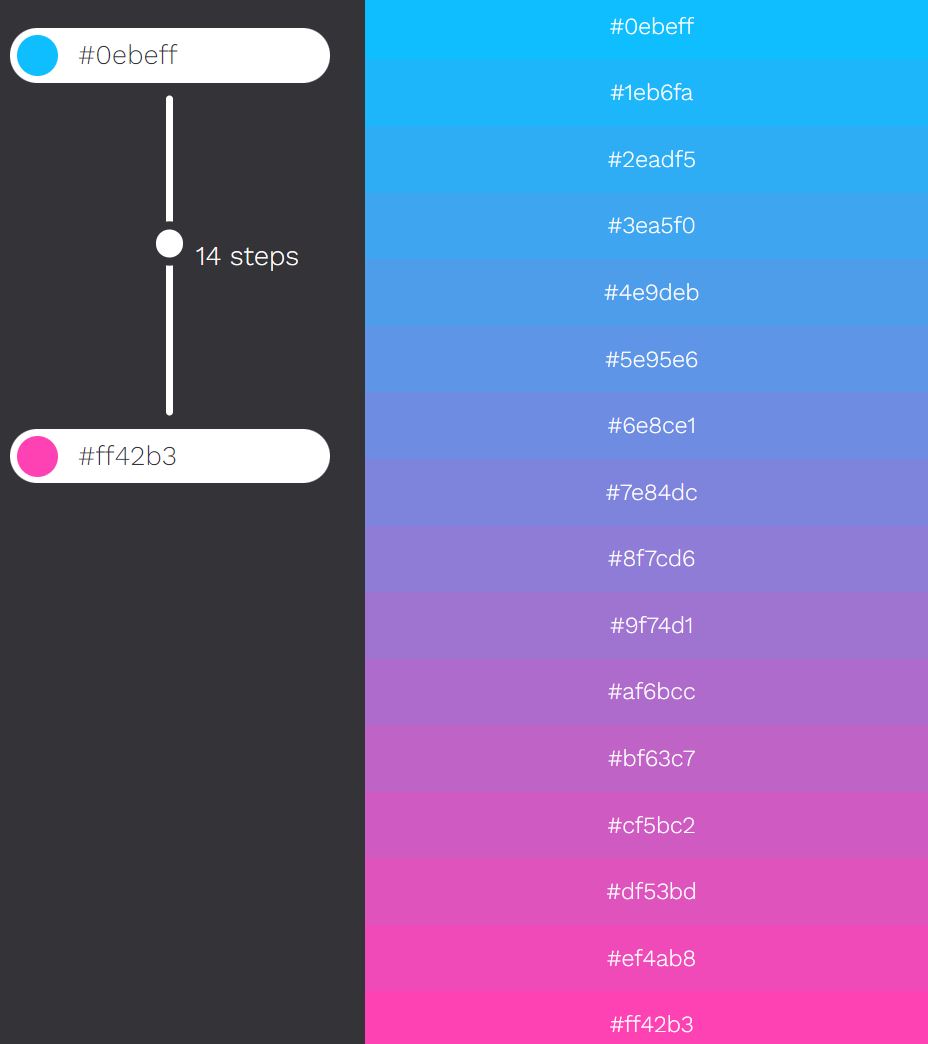 #0ebeff
14 steps
#ff42b3
#0ebeff
#1eb6fa
#2eadf5
#3ea5f0
#4e9deb
#5e95e6
#6e8ce1
#7e84dc
#8f7cd6
#9f74d1
#af6bcc
#bf63c7
#cf5bc2
#df53bd
#ef4ab8
#ff42b3